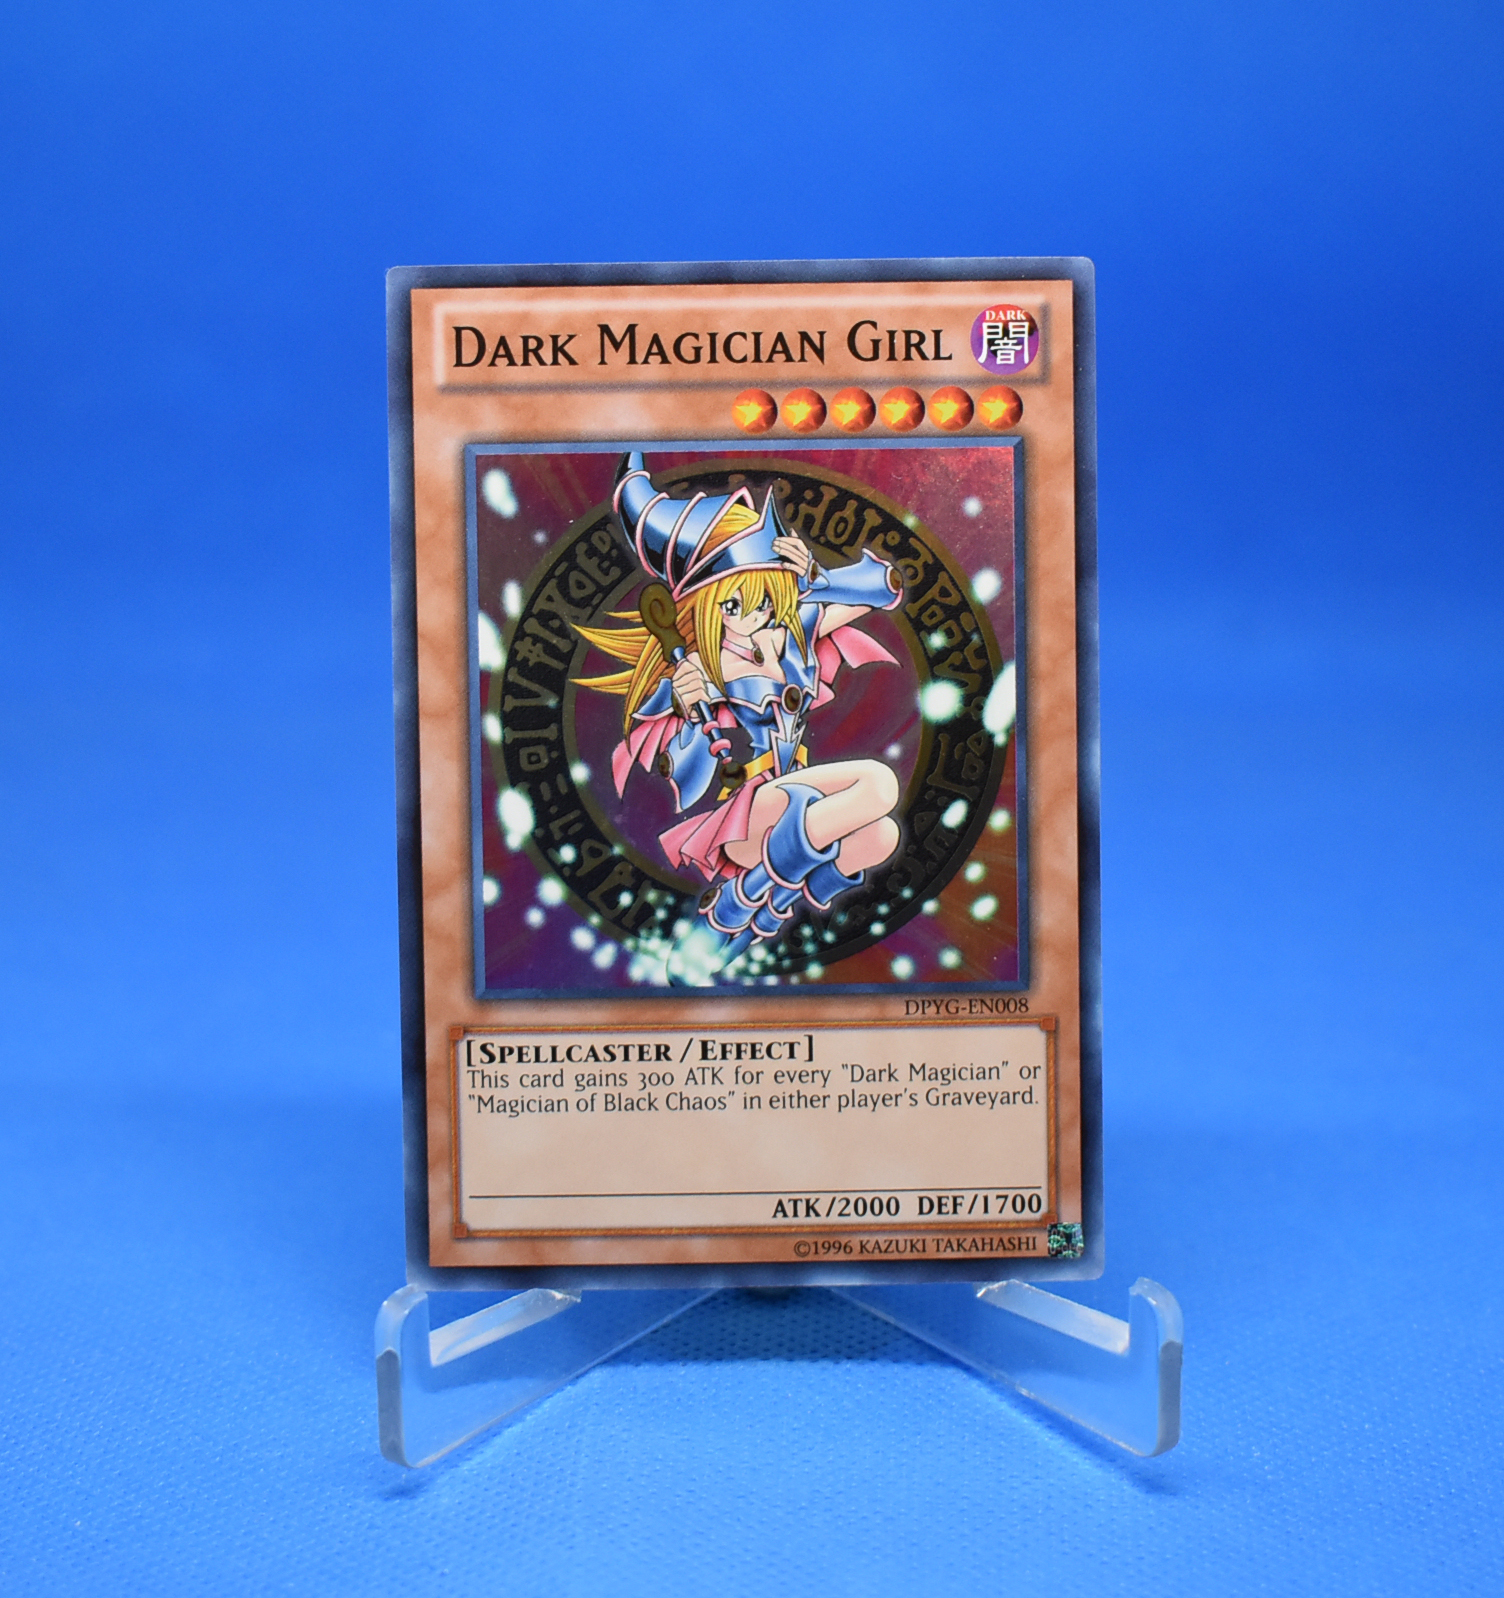 DARK MAGICIAN GIRL
DARK
闇
DPYG-EN008
[SPELLCASTER / EFFECT]
This card gains 300 ATK for every "Dark Magician" or
"Magician of Black Chaos" in either player's Graveyard.
ATK/2000 DEF/1700
©1996 KAZUKI TAKAHASHI